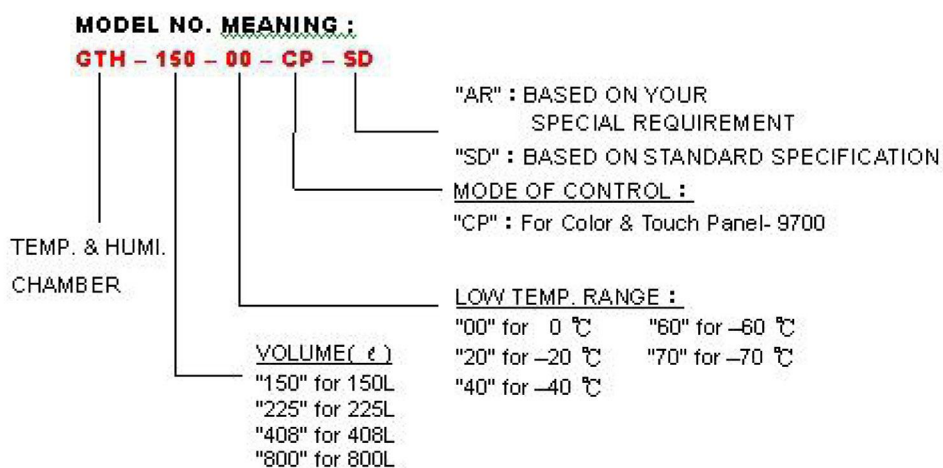 MODEL NO. MEANING :
GTH – 150 – 00 – CP – SD
"AR" : BASED ON YOUR
SPECIAL REQUIREMENT
"SD" : BASED ON STANDARD SPECIFICATION
MODE OF CONTROL :
"CP" : For Color & Touch Panel- 9700
TEMP. & HUMI.
CHAMBER
LOW TEMP. RANGE :
"00" for 0 ℃ "60" for –60 ℃
"20" for –20 ℃ "70" for –70 ℃
"40" for –40 ℃
VOLUME( ℓ )
"150" for 150L
"225" for 225L
"408" for 408L
"800" for 800L